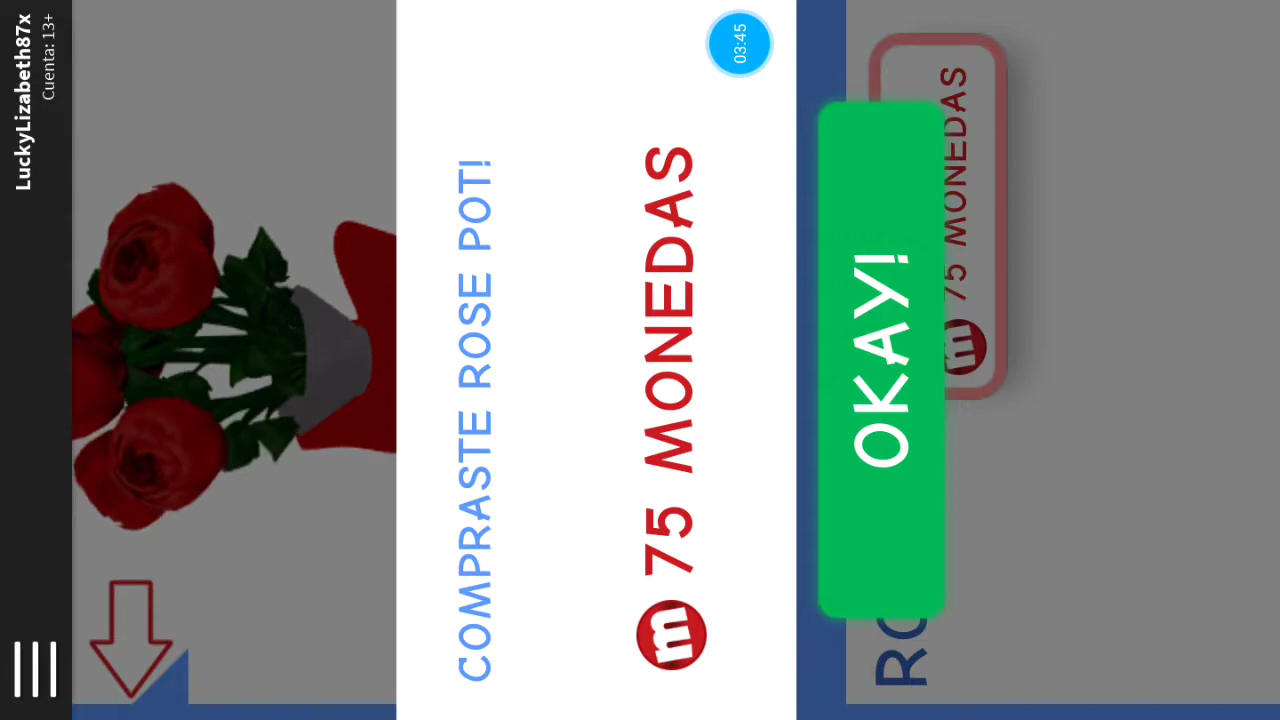 LuckyLizabeth87x
Cuenta: 13+
03:45
COMPRASTE ROSE POT!
m 75 MONEDAS
OKAY!
m 75 MONEDAS